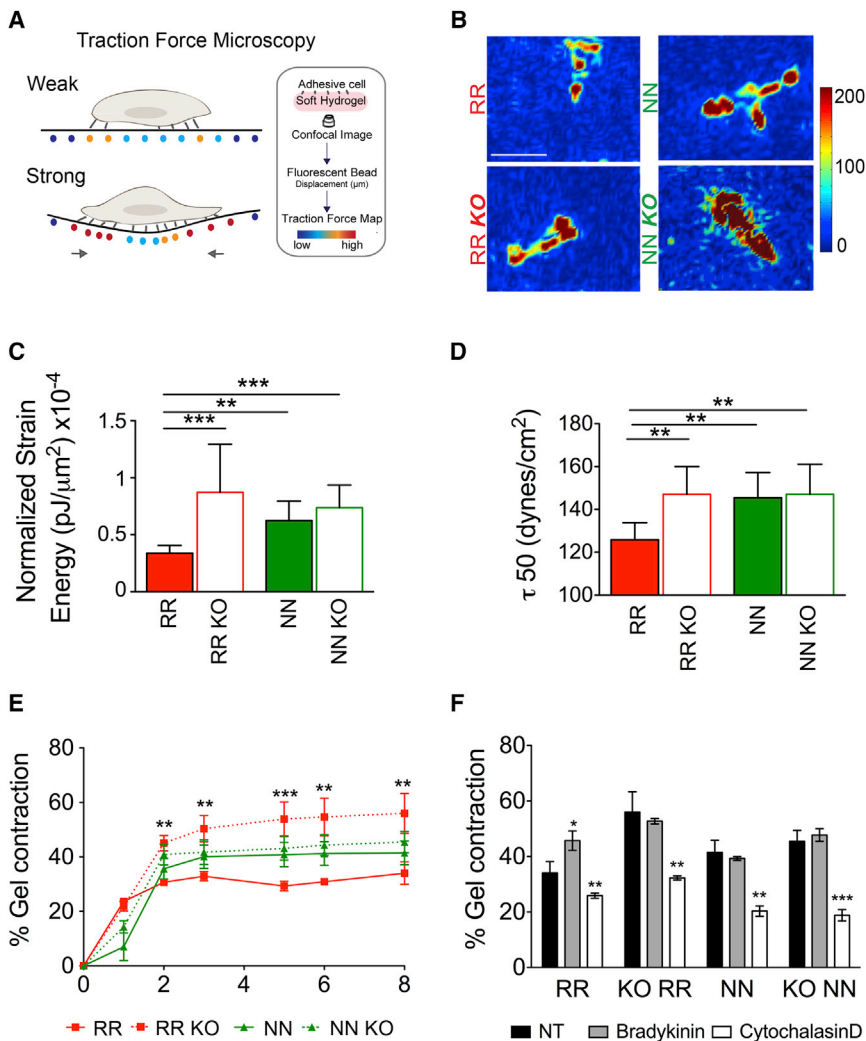 A
Traction Force Microscopy
Weak
Strong
Adhesive cell
Soft Hydrogel
Confocal Image
Fluorescent Bead
Displacement (μm)
Traction Force Map
low high
B
RR
NN
RR KO
NN KO
200
100
0
C
Normalized Strain
Energy (pJ/μm²) x10⁻⁴
1.5
1
0.5
0
***
**
***
RR
RR KO
NN
NN KO
D
τ 50 (dynes/cm²)
180
160
140
120
100
**
**
**
RR
RR KO
NN
NN KO
E
% Gel contraction
80
60
40
20
0
** ** *** ** **
0 2 4 6 8
RR RR KO NN NN KO
F
% Gel contraction
80
60
40
20
0
* ** ** ** ***
RR KO RR NN KO NN
NT Bradykinin CytochalasinD